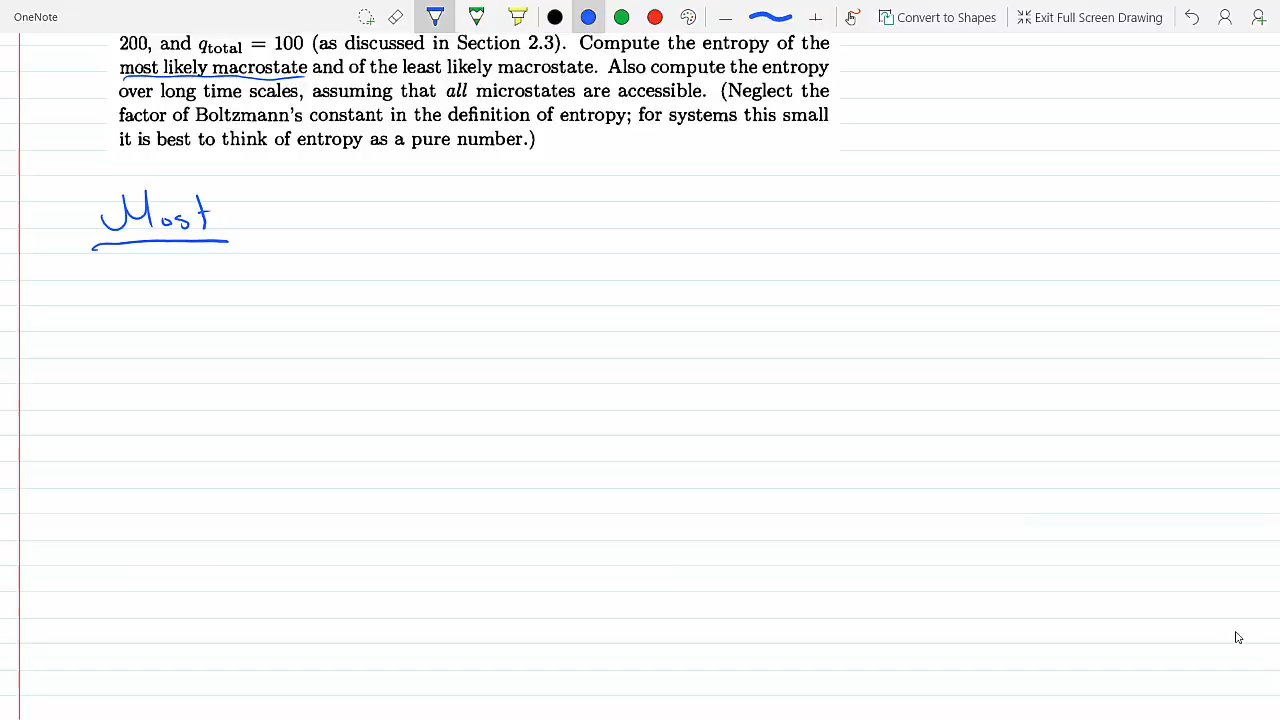 OneNote
Convert to Shapes
Exit Full Screen Drawing
200, and qtotal = 100 (as discussed in Section 2.3). Compute the entropy of the
most likely macrostate and of the least likely macrostate. Also compute the entropy
over long time scales, assuming that all microstates are accessible. (Neglect the
factor of Boltzmann's constant in the definition of entropy; for systems this small
it is best to think of entropy as a pure number.)
Most